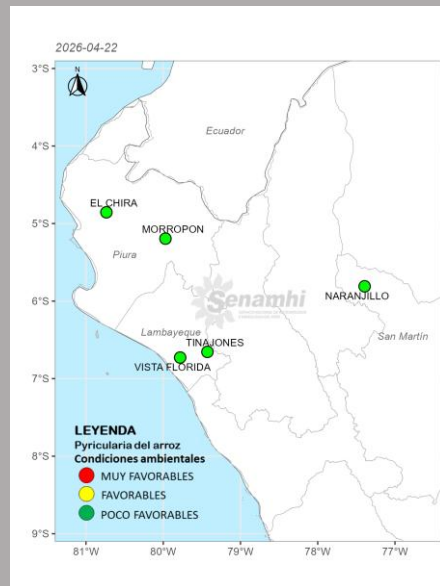 2026-04-22
3°S
N
4°S
Ecuador
EL CHIRA
5°S
MORROPON
Piura
6°S
Senamhi
NARANJILLO
Lambayeque
San Martín
TINAJONES
VISTA FLORIDA
7°S
LEYENDA
Pyricularia del arroz
Condiciones ambientales
8°S
MUY FAVORABLES
FAVORABLES
POCO FAVORABLES
9°S
81°W 80°W 79°W 78°W 77°W